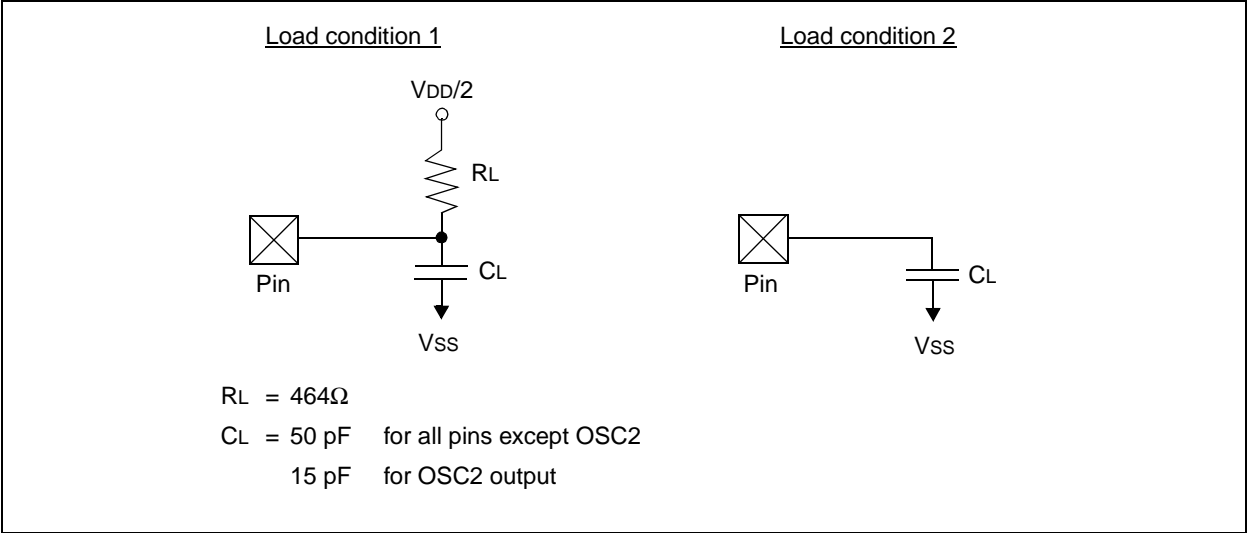 Load condition 1
VDD/2
RL
Pin
CL
VSS
Load condition 2
Pin
CL
VSS
RL = 464Ω
CL = 50 pF for all pins except OSC2
15 pF for OSC2 output